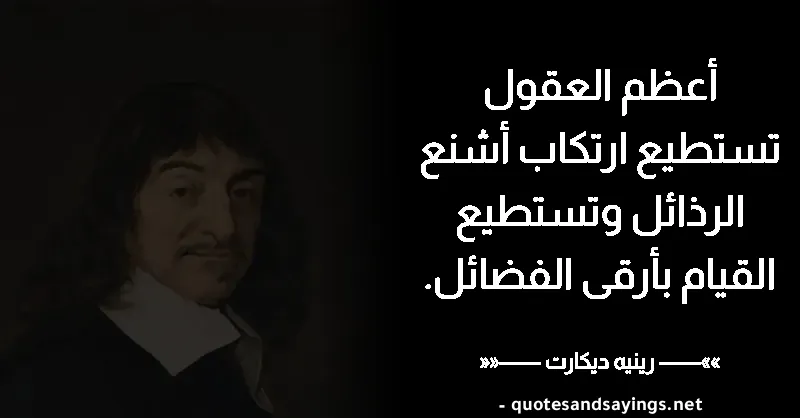 أعظم العقول
تستطيع ارتكاب أشنع
الرذائل وتستطيع
القيام بأرقى الفضائل.
»»—— رينيه ديكارت ——««
- quotesandsayings.net